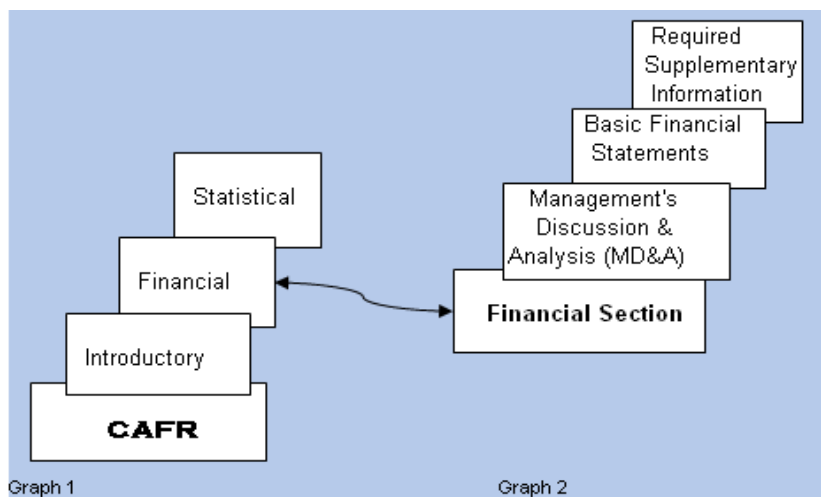 Statistical
Financial
Introductory
CAFR
Graph 1
Required
Supplementary
Information
Basic Financial
Statements
Management's
Discussion &
Analysis (MD&A)
Financial Section
Graph 2